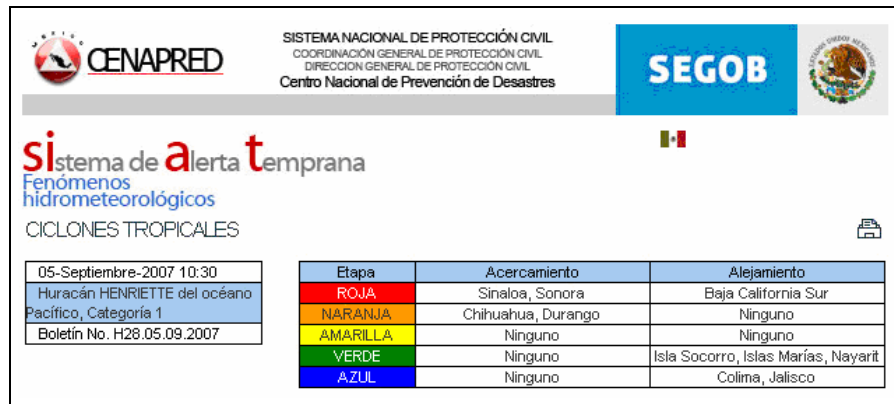 CENAPRED
SISTEMA NACIONAL DE PROTECCIÓN CIVIL
COORDINACIÓN GENERAL DE PROTECCIÓN CIVIL
DIRECCION GENERAL DE PROTECCIÓN CIVIL
Centro Nacional de Prevención de Desastres
SEGOB
sistema de alerta temprana
Fenómenos
hidrometeorológicos
CICLONES TROPICALES
05-Septiembre-2007 10:30
Huracán HENRIETTE del océano
Pacífico, Categoría 1
Boletín No. H28.05.09.2007
Etapa Acercamiento Alejamiento
ROJA Sinaloa, Sonora Baja California Sur
NARANJA Chihuahua, Durango Ninguno
AMARILLA Ninguno Ninguno
VERDE Ninguno Isla Socorro, Islas Marías, Nayarit
AZUL Ninguno Colima, Jalisco